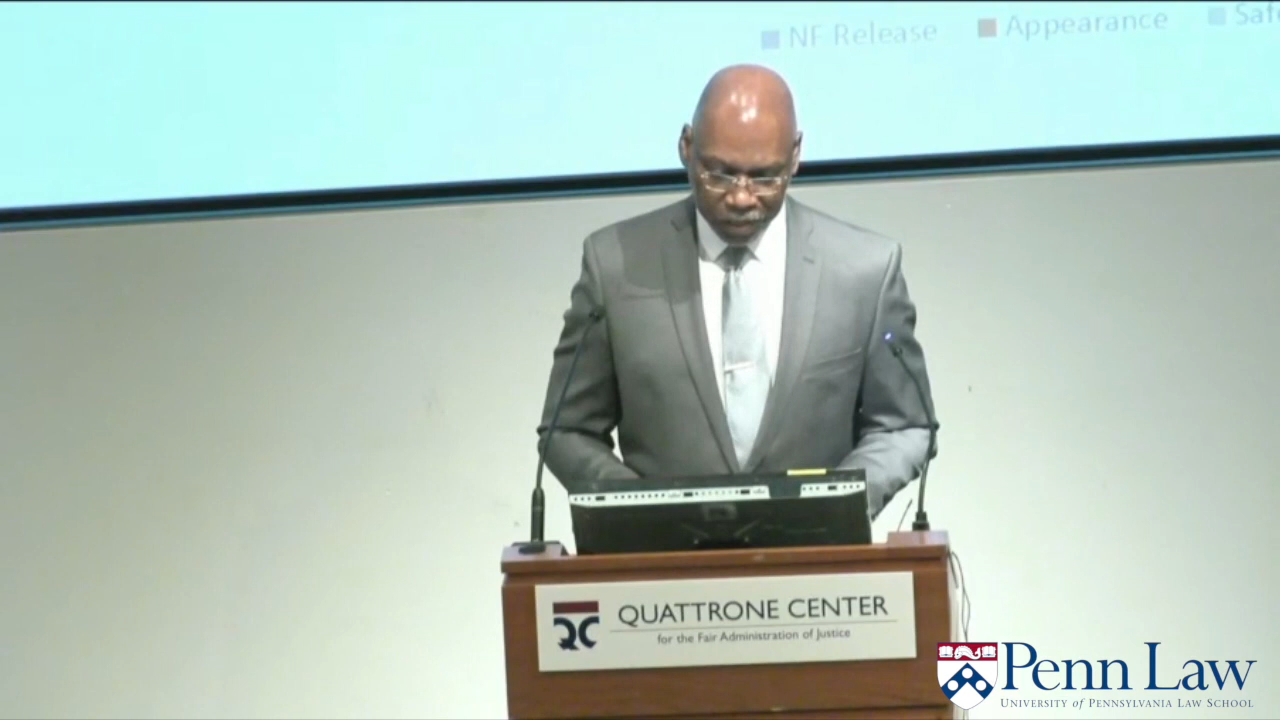 NF Release Appearance
QC
QUATTRONE CENTER
for the Fair Administration of Justice
Penn Law
UNIVERSITY OF PENNSYLVANIA LAW SCHOOL